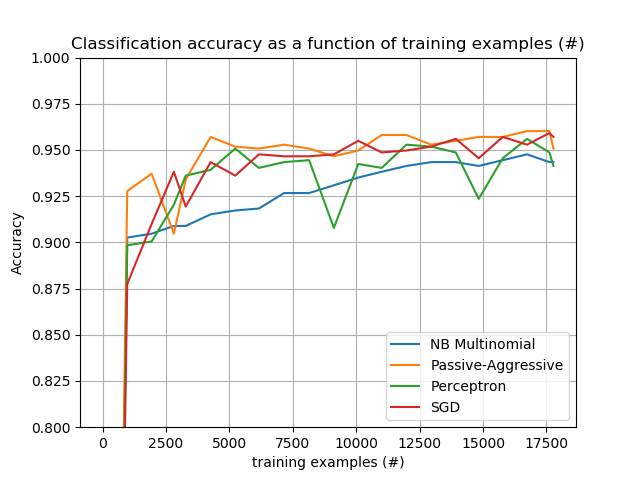 Classification accuracy as a function of training examples (#)
1.000
0.975
0.950
0.925
0.900
0.875
0.850
0.825
0.800
Accuracy
NB Multinomial
Passive-Aggressive
Perceptron
SGD
0 2500 5000 7500 10000 12500 15000 17500
training examples (#)